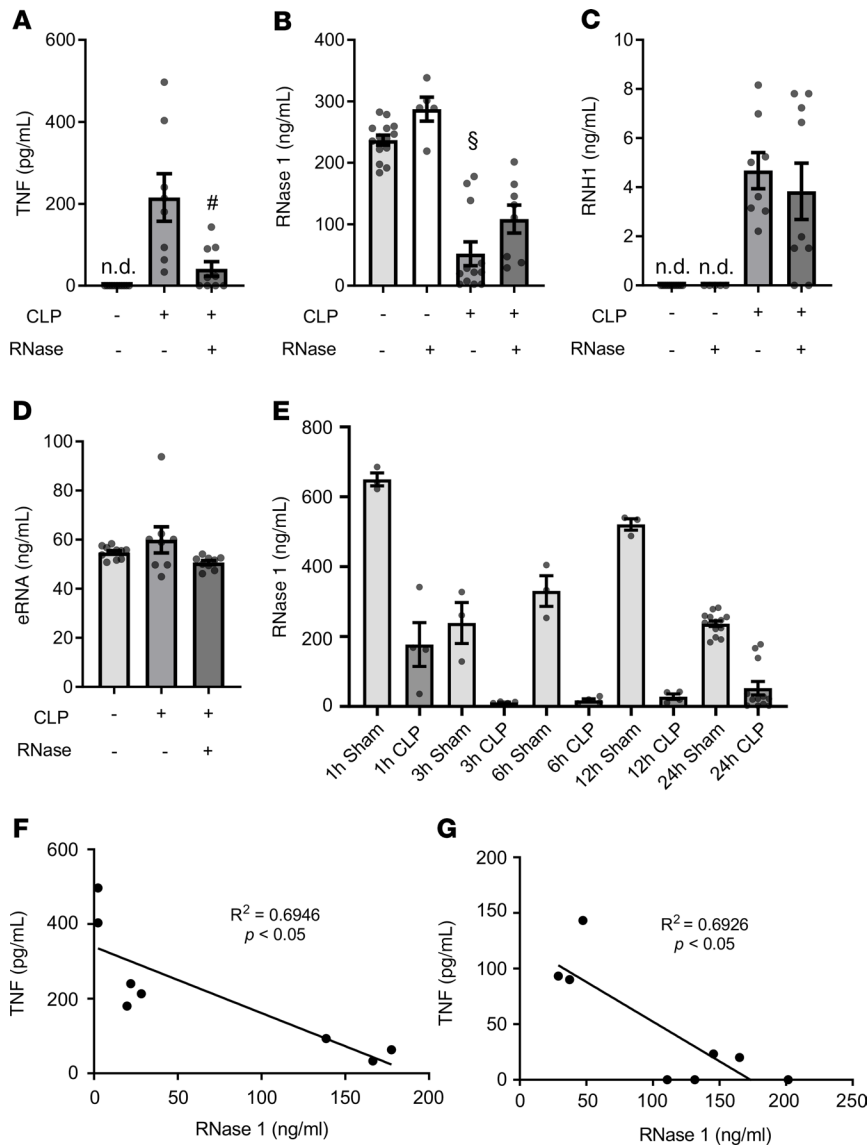 A
TNF (pg/mL)
600
400
200
0
n.d.
#
CLP - + +
RNase - - +
B
RNase 1 (ng/mL)
400
300
200
100
0
§
CLP - - + +
RNase - + - +
C
RNH1 (ng/mL)
10
8
6
4
2
0
n.d. n.d.
CLP - - + +
RNase - + - +
D
eRNA (ng/mL)
100
80
60
40
20
0
CLP - + +
RNase - - +
E
RNase 1 (ng/mL)
800
600
400
200
0
1h Sham
1h CLP
3h Sham
3h CLP
6h Sham
6h CLP
12h Sham
12h CLP
24h Sham
24h CLP
F
TNF (pg/mL)
600
400
200
0
R² = 0.6946
p < 0.05
0 50 100 150 200
RNase 1 (ng/ml)
G
TNF (pg/mL)
200
150
100
50
0
R² = 0.6926
p < 0.05
0 50 100 150 200 250
RNase 1 (ng/ml)